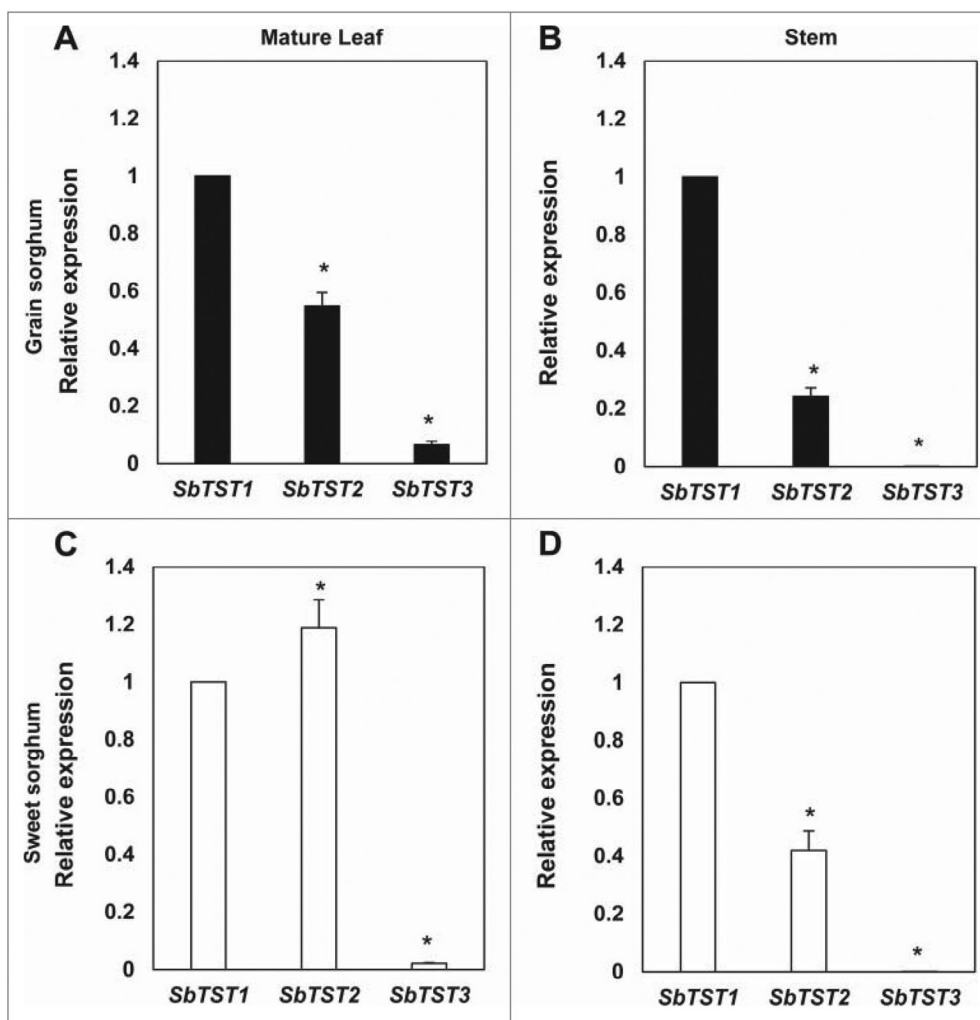 A
Mature Leaf
Grain sorghum
Relative expression
1.4
1.2
1
0.8
0.6
0.4
0.2
0
*
*
SbTST1 SbTST2 SbTST3
B
Stem
Relative expression
1.4
1.2
1
0.8
0.6
0.4
0.2
0
*
*
SbTST1 SbTST2 SbTST3
C
Sweet sorghum
Relative expression
1.4
1.2
1
0.8
0.6
0.4
0.2
0
*
*
SbTST1 SbTST2 SbTST3
D
Relative expression
1.4
1.2
1
0.8
0.6
0.4
0.2
0
*
*
SbTST1 SbTST2 SbTST3